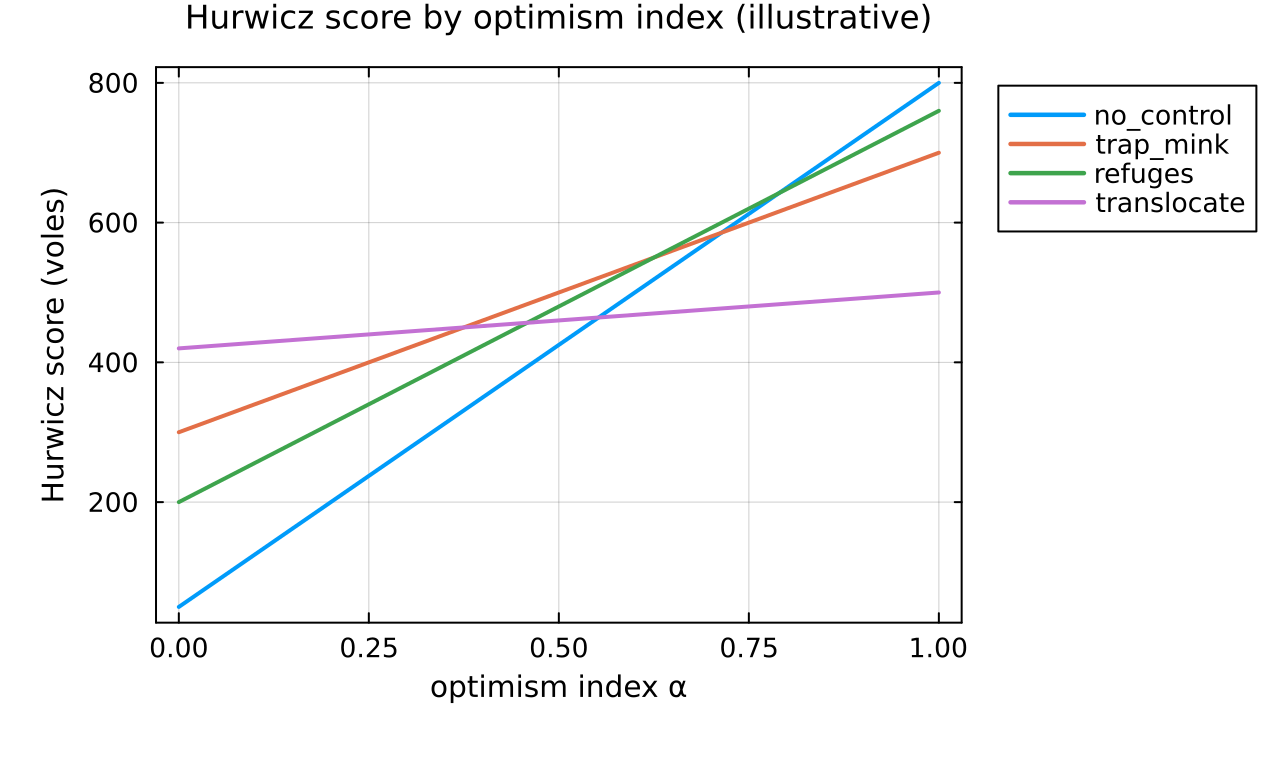 Hurwicz score by optimism index (illustrative)
Hurwicz score (voles)
800
600
400
200
0.00
0.25
0.50
0.75
1.00
optimism index α
no_control
trap_mink
refuges
translocate